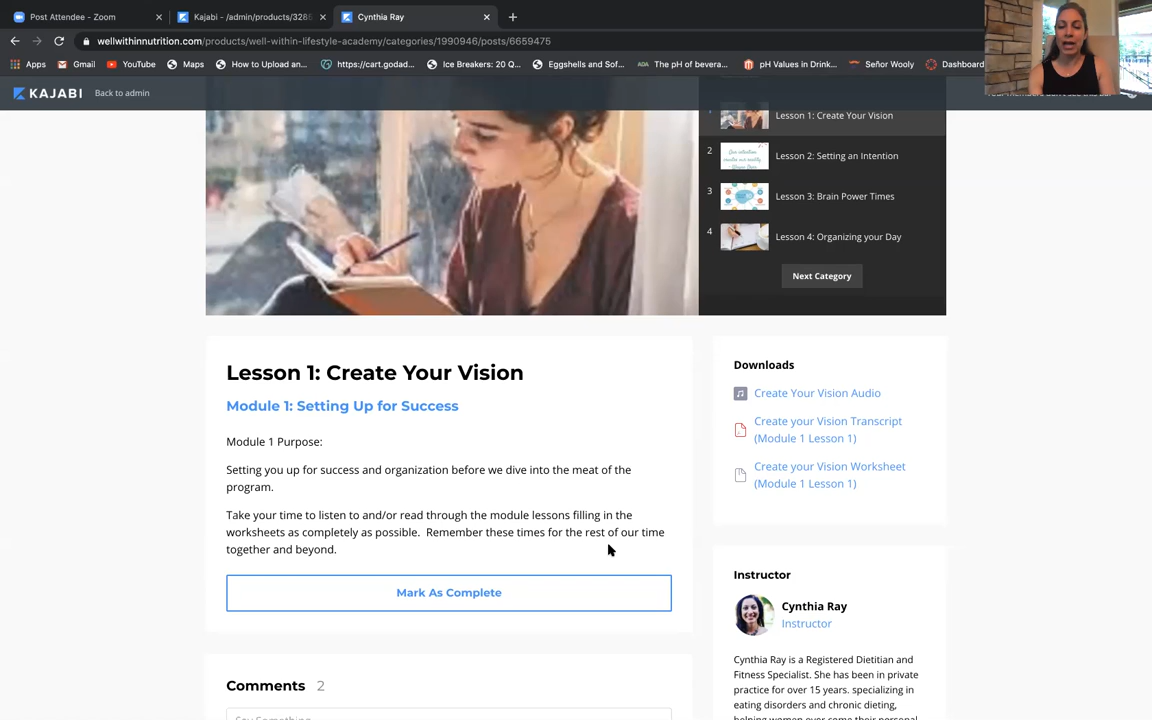 Post Attendee - Zoom
Kajabi - /admin/products/3288
Cynthia Ray
wellwithinnutrition.com/products/well-within-lifestyle-academy/categories/1990946/posts/6659475
Apps
Gmail
YouTube
Maps
How to Upload an...
https://cart.godad...
Ice Breakers: 20 Q...
Eggshells and Sof...
ADA
The pH of bevera...
pH Values in Drink...
Señor Wooly
Dashboard
KAJABI
Back to admin
Lesson 1: Create Your Vision
2
Lesson 2: Setting an Intention
3
Lesson 3: Brain Power Times
4
Lesson 4: Organizing your Day
Next Category
Lesson 1: Create Your Vision
Module 1: Setting Up for Success
Module 1 Purpose:
Setting you up for success and organization before we dive into the meat of the
program.
Take your time to listen to and/or read through the module lessons filling in the
worksheets as completely as possible.  Remember these times for the rest of our time
together and beyond.
Mark As Complete
Comments 2
Say Something
Downloads
Create Your Vision Audio
Create your Vision Transcript
(Module 1 Lesson 1)
Create your Vision Worksheet
(Module 1 Lesson 1)
Instructor
Cynthia Ray
Instructor
Cynthia Ray is a Registered Dietitian and
Fitness Specialist. She has been in private
practice for over 15 years. specializing in
eating disorders and chronic dieting,
helping women over come their personal